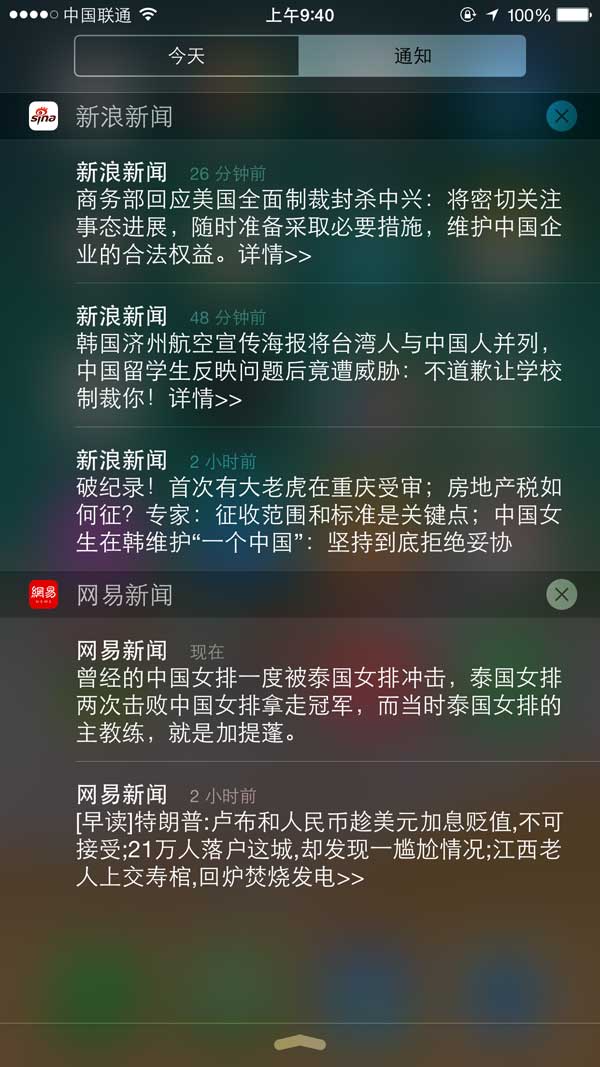 中国联通 上午9:40 100%
今天 通知
sina 新浪新闻
新浪新闻 26 分钟前
商务部回应美国全面制裁封杀中兴：将密切关注
事态进展，随时准备采取必要措施，维护中国企
业的合法权益。详情>>
新浪新闻 48 分钟前
韩国济州航空宣传海报将台湾人与中国人并列，
中国留学生反映问题后竟遭威胁：不道歉让学校
制裁你！详情>>
新浪新闻 2 小时前
破纪录！首次有大老虎在重庆受审；房地产税如
何征？专家：征收范围和标准是关键点；中国女
生在韩维护“一个中国”：坚持到底拒绝妥协
網易 NEWS 网易新闻
网易新闻 现在
曾经的中国女排一度被泰国女排冲击，泰国女排
两次击败中国女排拿走冠军，而当时泰国女排的
主教练，就是加提蓬。
网易新闻 2 小时前
[早读]特朗普:卢布和人民币趁美元加息贬值,不可
接受;21万人落户这城,却发现一尴尬情况;江西老
人上交寿棺,回炉焚烧发电>>